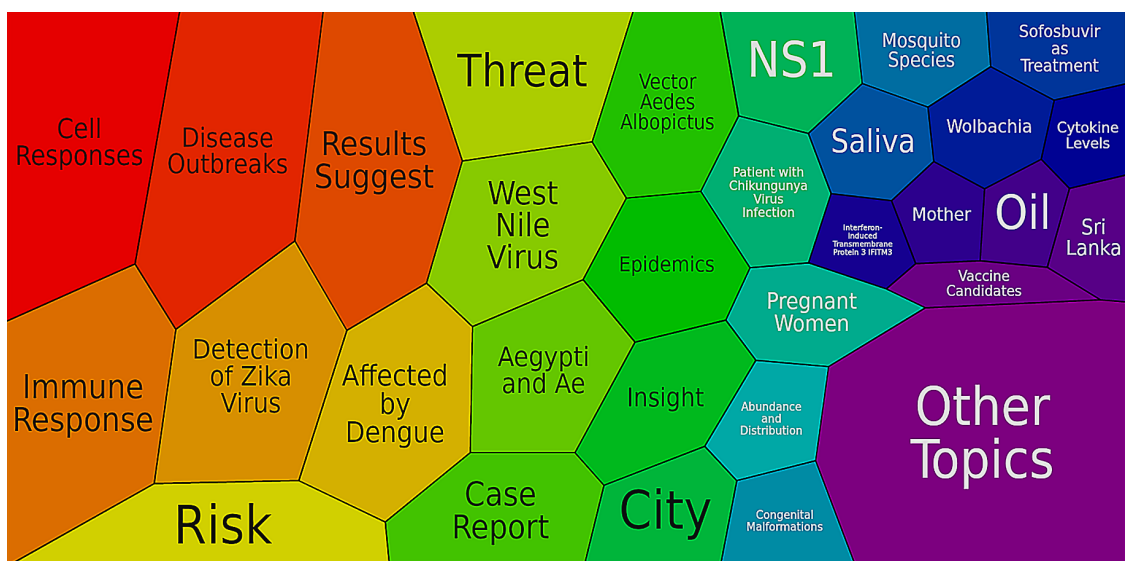 Cell
Responses
Disease
Outbreaks
Results
Suggest
Threat
Vector
Aedes
Albopictus
NS1
Mosquito
Species
Sofosbuvir
as
Treatment
Saliva
Wolbachia
Cytokine
Levels
West
Nile
Virus
Patient with
Chikungunya
Virus
Infection
Interferon-
Induced
Transmembrane
Protein 3 IFITM3
Mother
Oil
Sri
Lanka
Epidemics
Vaccine
Candidates
Pregnant
Women
Immune
Response
Detection
of Zika
Virus
Affected
by
Dengue
Aegypti
and Ae
Insight
Abundance
and
Distribution
Other
Topics
Risk
Case
Report
City
Congenital
Malformations